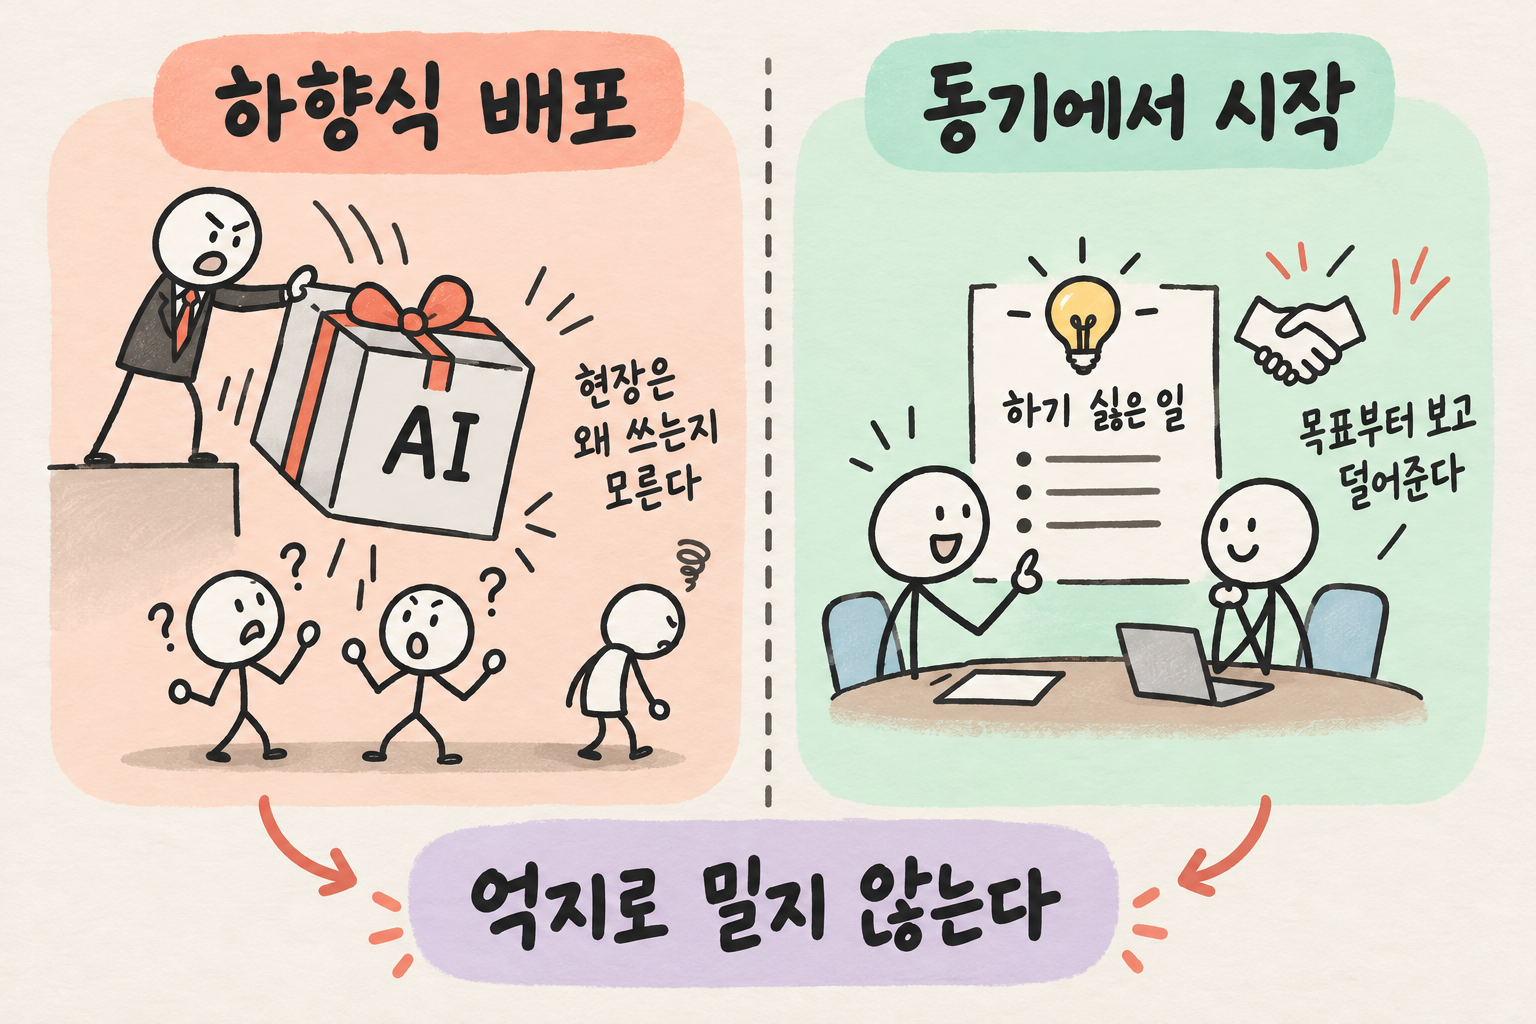 하향식 배포
AI
현장은
왜 쓰는지
모른다
?
?
?
동기에서 시작
하기 싫은 일
목표부터 보고
덜어준다
억지로 밀지 않는다